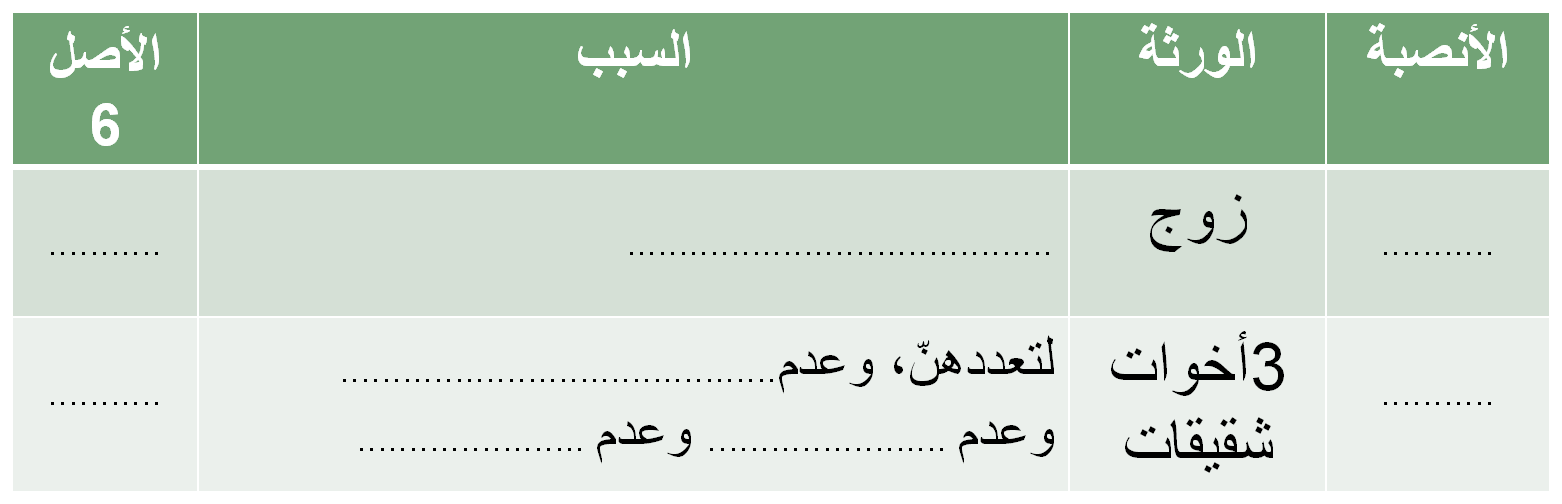 الأنصبة
الورثة
السبب
الأصل
6
...........
زوج
..........................................
...........
...........
3أخوات
شقيقات
لتعددهنّ، وعدم...........................................
وعدم ....................... وعدم ......................
...........